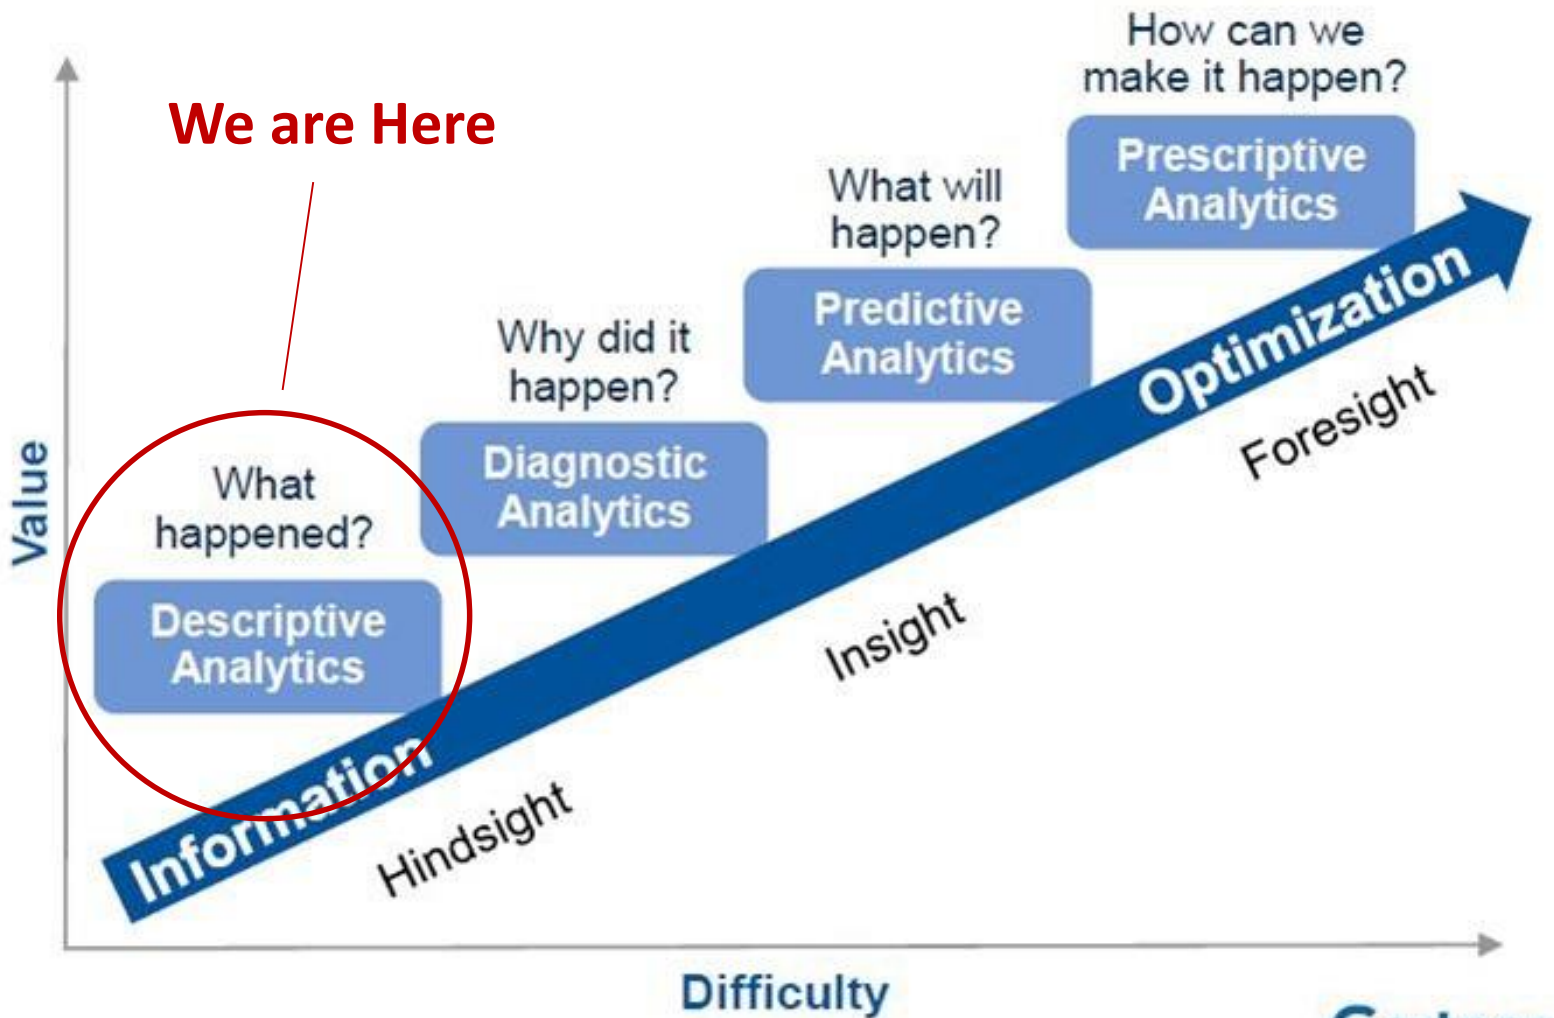 How can we
make it happen?
We are Here
Prescriptive
Analytics
What will
happen?
Predictive
Analytics
Why did it
happen?
Diagnostic
Analytics
What
happened?
Descriptive
Analytics
Value
Information
Optimization
Hindsight
Insight
Foresight
Difficulty